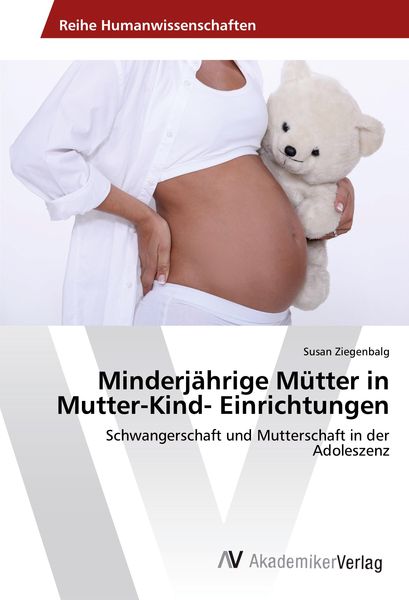 Reihe Humanwissenschaften
Susan Ziegenbalg
Minderjährige Mütter in
Mutter-Kind- Einrichtungen
Schwangerschaft und Mutterschaft in der
Adoleszenz
AV AkademikerVerlag